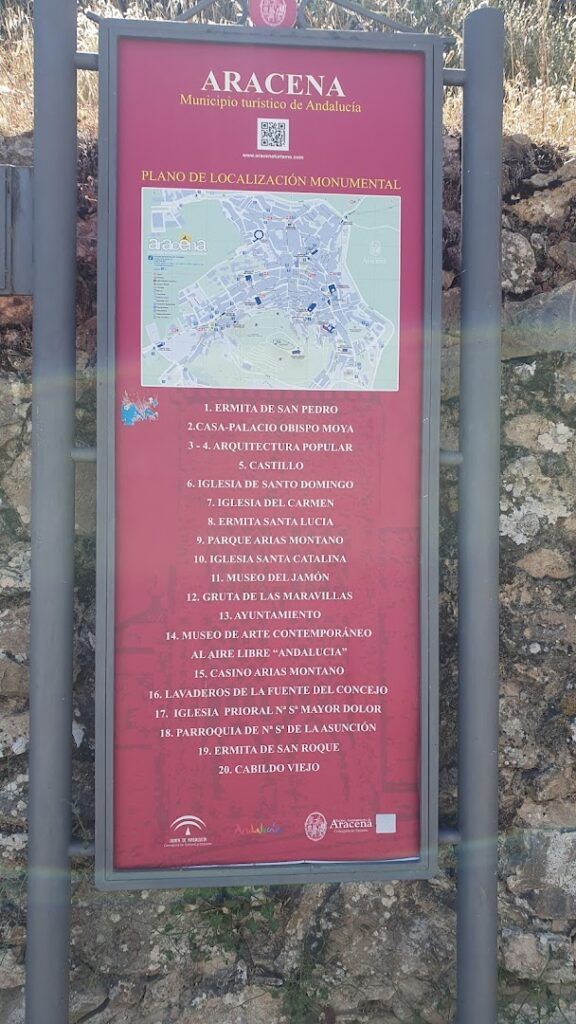 ARACENA
Municipio turístico de Andalucía
www.aracenaturismo.com
PLANO DE LOCALIZACIÓN MONUMENTAL
aracena
1. ERMITA DE SAN PEDRO
2.CASA-PALACIO OBISPO MOYA
3 - 4. ARQUITECTURA POPULAR
5. CASTILLO
6. IGLESIA DE SANTO DOMINGO
7. IGLESIA DEL CARMEN
8. ERMITA SANTA LUCIA
9. PARQUE ARIAS MONTANO
10. IGLESIA SANTA CATALINA
11. MUSEO DEL JAMÓN
12. GRUTA DE LAS MARAVILLAS
13. AYUNTAMIENTO
14. MUSEO DE ARTE CONTEMPORÁNEO
AL AIRE LIBRE “ANDALUCIA”
15. CASINO ARIAS MONTANO
16. LAVADEROS DE LA FUENTE DEL CONCEJO
17. IGLESIA PRIORAL Nª Sª MAYOR DOLOR
18. PARROQUIA DE Nª Sª DE LA ASUNCIÓN
19. ERMITA DE SAN ROQUE
20. CABILDO VIEJO
JUNTA DE ANDALUCIA
Andalucía
Aracena